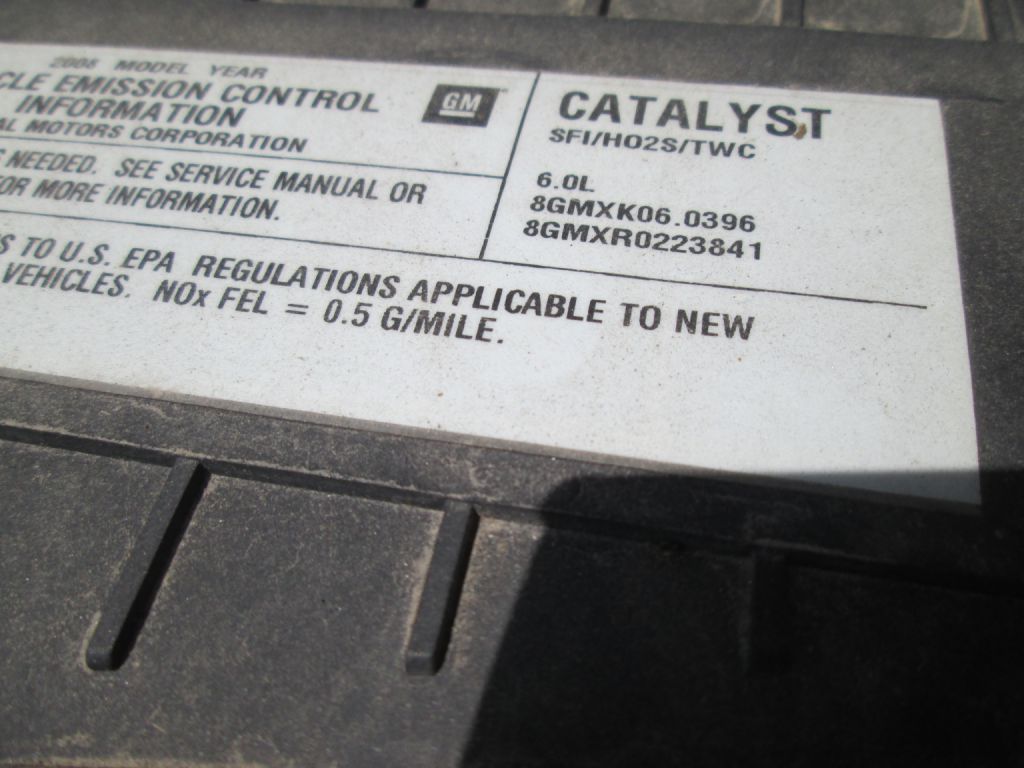 2008 MODEL YEAR
CLE EMISSION CONTROL
INFORMATION
AL MOTORS CORPORATION
GM
CATALYST
SFI/HO2S/TWC
6.0L
8GMXK06.0396
8GMXR0223841
S NEEDED. SEE SERVICE MANUAL OR
OR MORE INFORMATION.
S TO U.S. EPA REGULATIONS APPLICABLE TO NEW
VEHICLES. NOx FEL = 0.5 G/MILE.